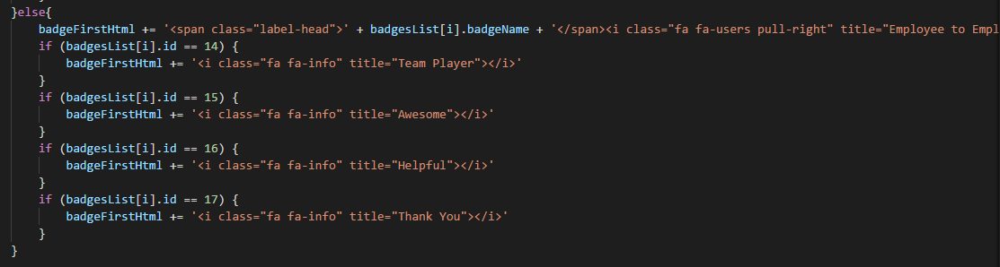 }else{
badgeFirstHtml += '<span class="label-head">' + badgesList[i].badgeName + '</span><i class="fa fa-users pull-right" title="Employee to Empl
if (badgesList[i].id == 14) {
badgeFirstHtml += '<i class="fa fa-info" title="Team Player"></i>'
}
if (badgesList[i].id == 15) {
badgeFirstHtml += '<i class="fa fa-info" title="Awesome"></i>'
}
if (badgesList[i].id == 16) {
badgeFirstHtml += '<i class="fa fa-info" title="Helpful"></i>'
}
if (badgesList[i].id == 17) {
badgeFirstHtml += '<i class="fa fa-info" title="Thank You"></i>'
}
}